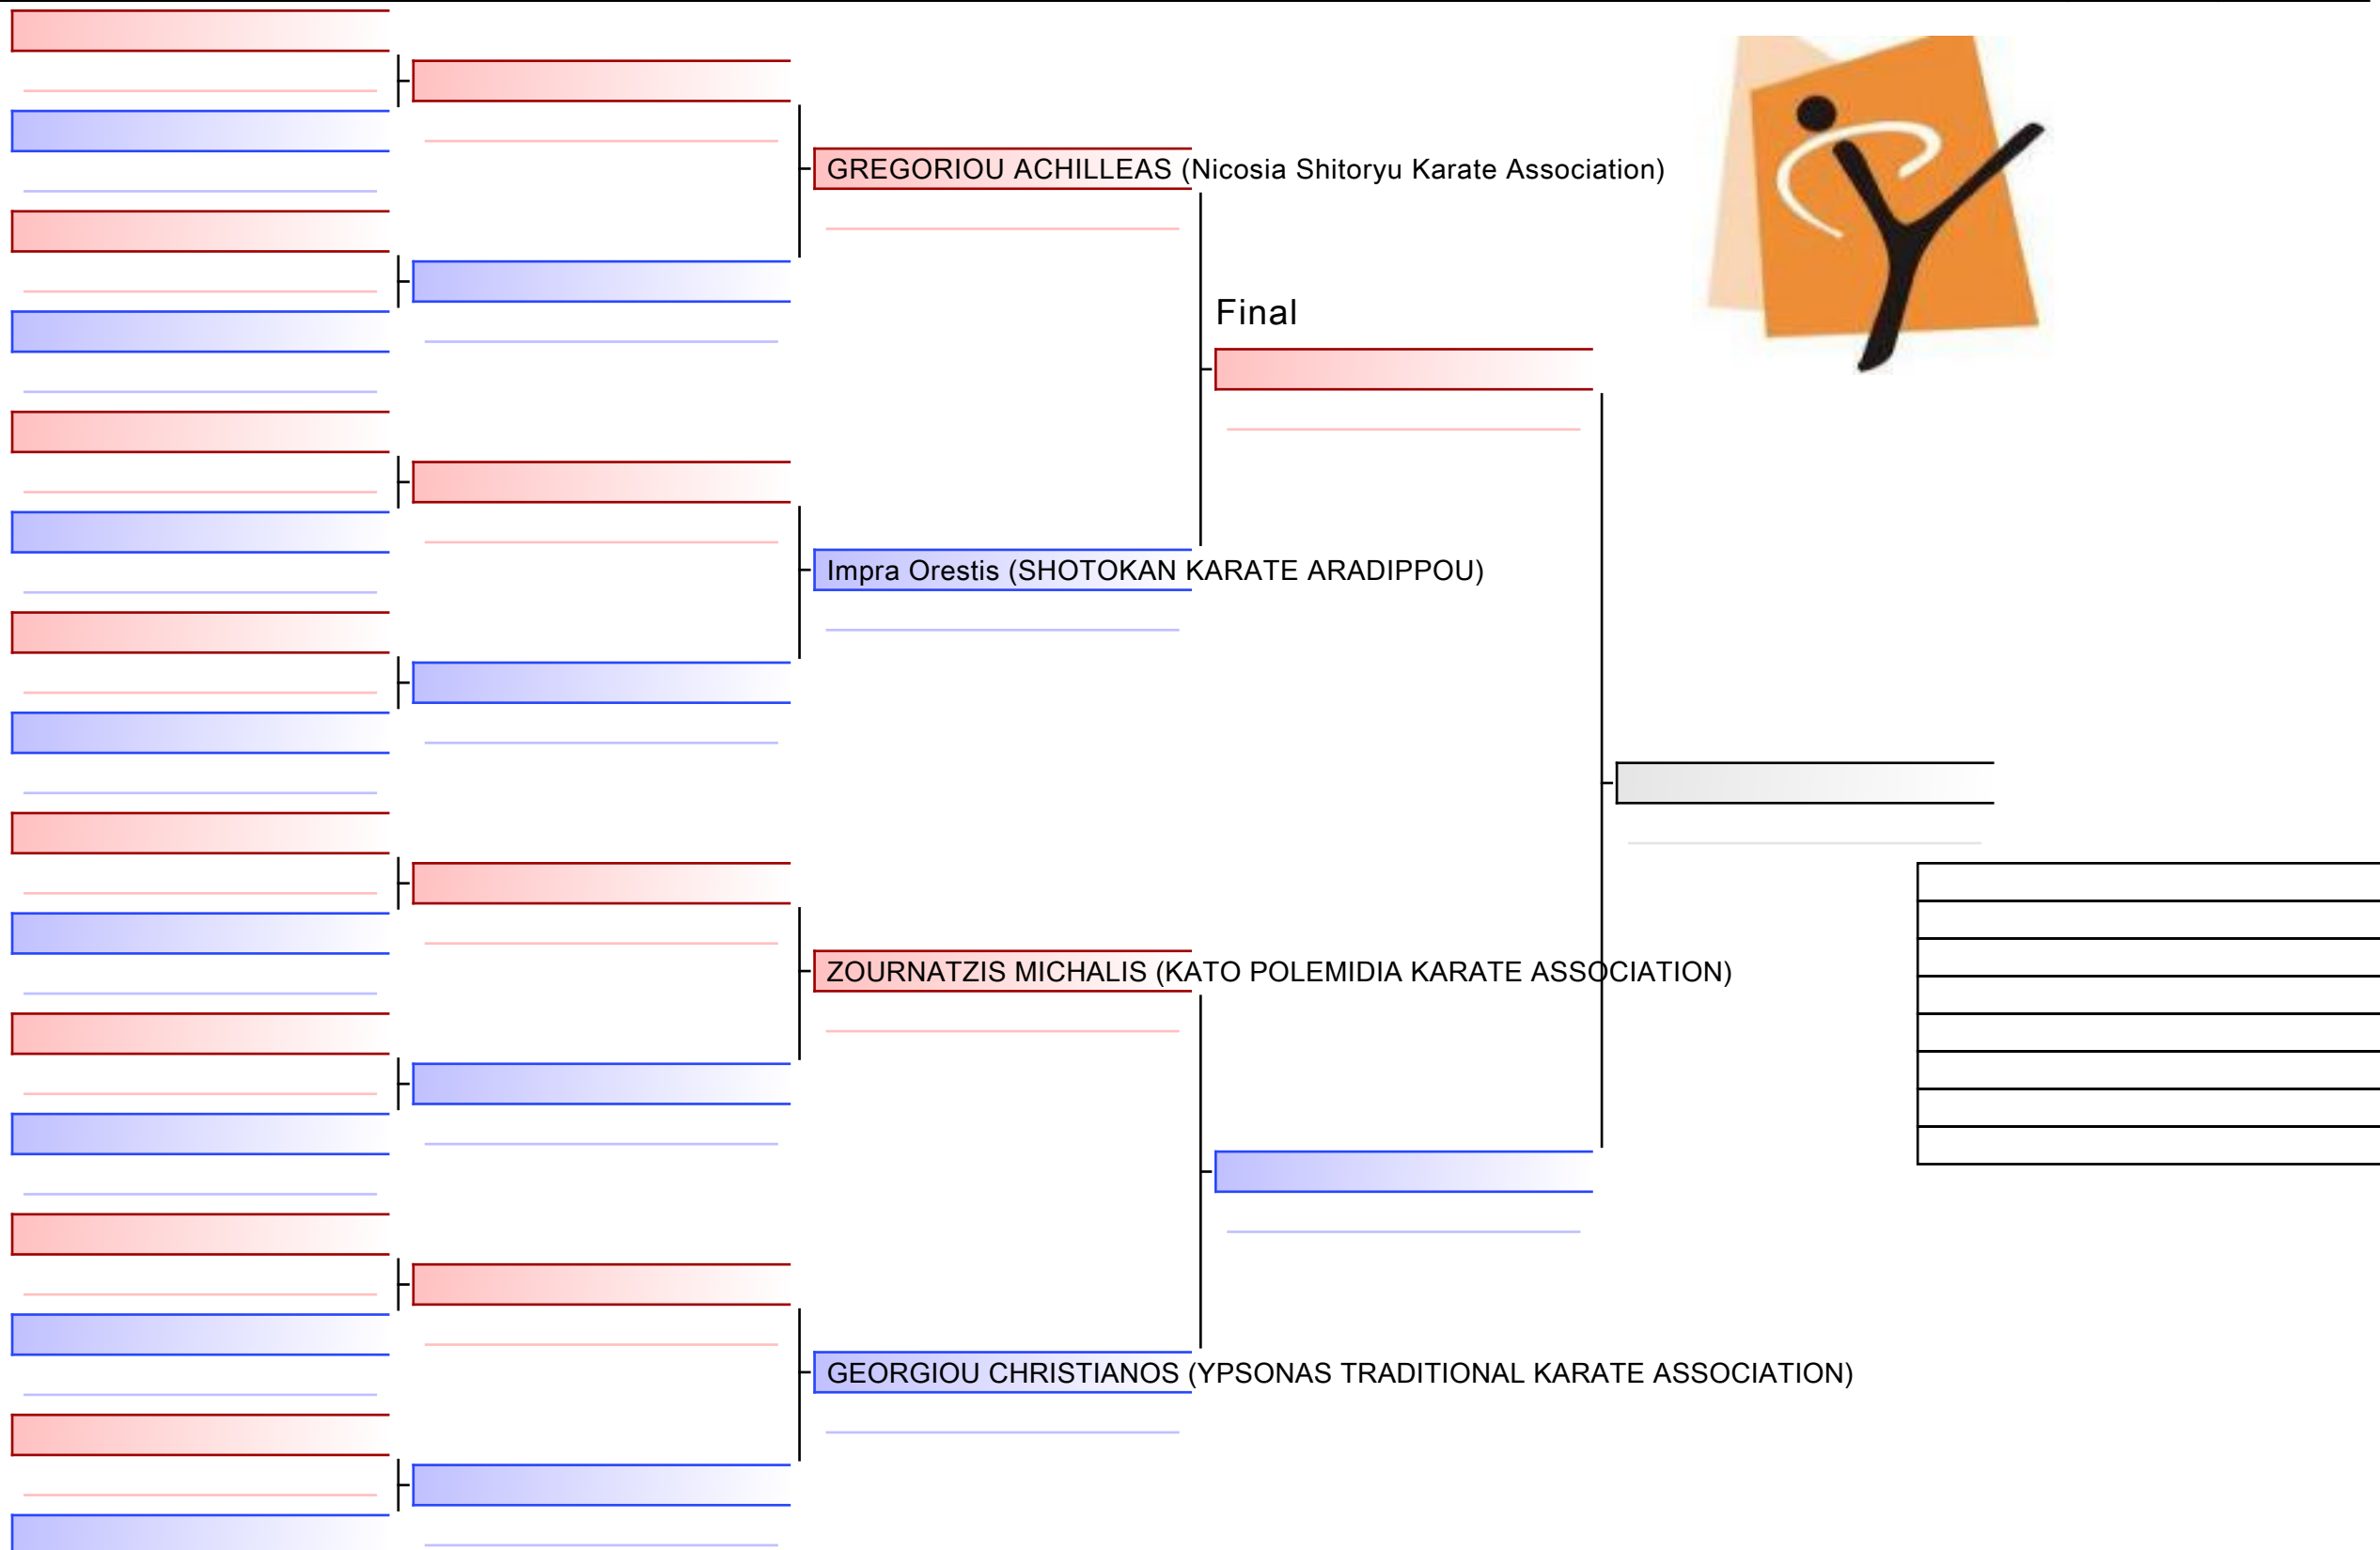 GREGORIOU ACHILLEAS (Nicosia Shitoryu Karate Association)
Final
Impra Orestis (SHOTOKAN KARATE ARADIPPOU)
ZOURNATZIS MICHALIS (KATO POLEMIDIA KARATE ASSOCIATION)
GEORGIOU CHRISTIANOS (YPSONAS TRADITIONAL KARATE ASSOCIATION)